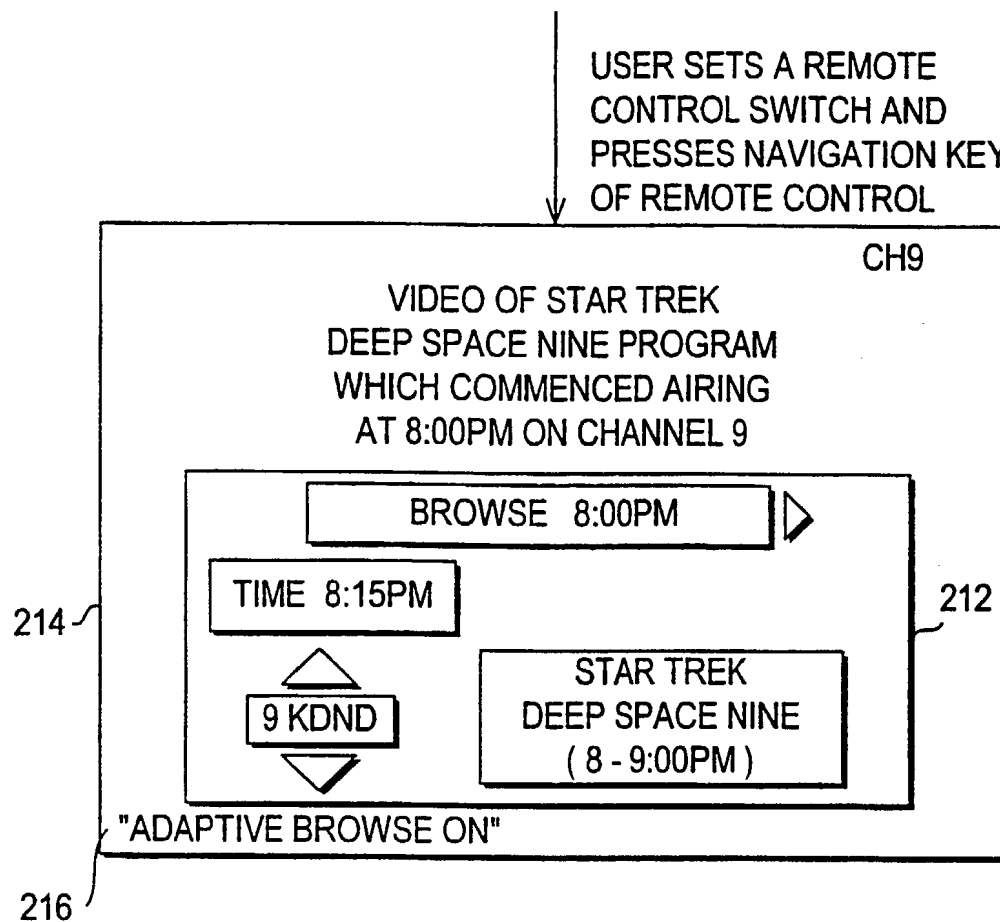 USER SETS A REMOTE
CONTROL SWITCH AND
PRESSES NAVIGATION KEY
OF REMOTE CONTROL
CH9
VIDEO OF STAR TREK
DEEP SPACE NINE PROGRAM
WHICH COMMENCED AIRING
AT 8:00PM ON CHANNEL 9
BROWSE 8:00PM
TIME 8:15PM
214
212
9 KDND
STAR TREK
DEEP SPACE NINE
( 8 - 9:00PM )
"ADAPTIVE BROWSE ON"
216